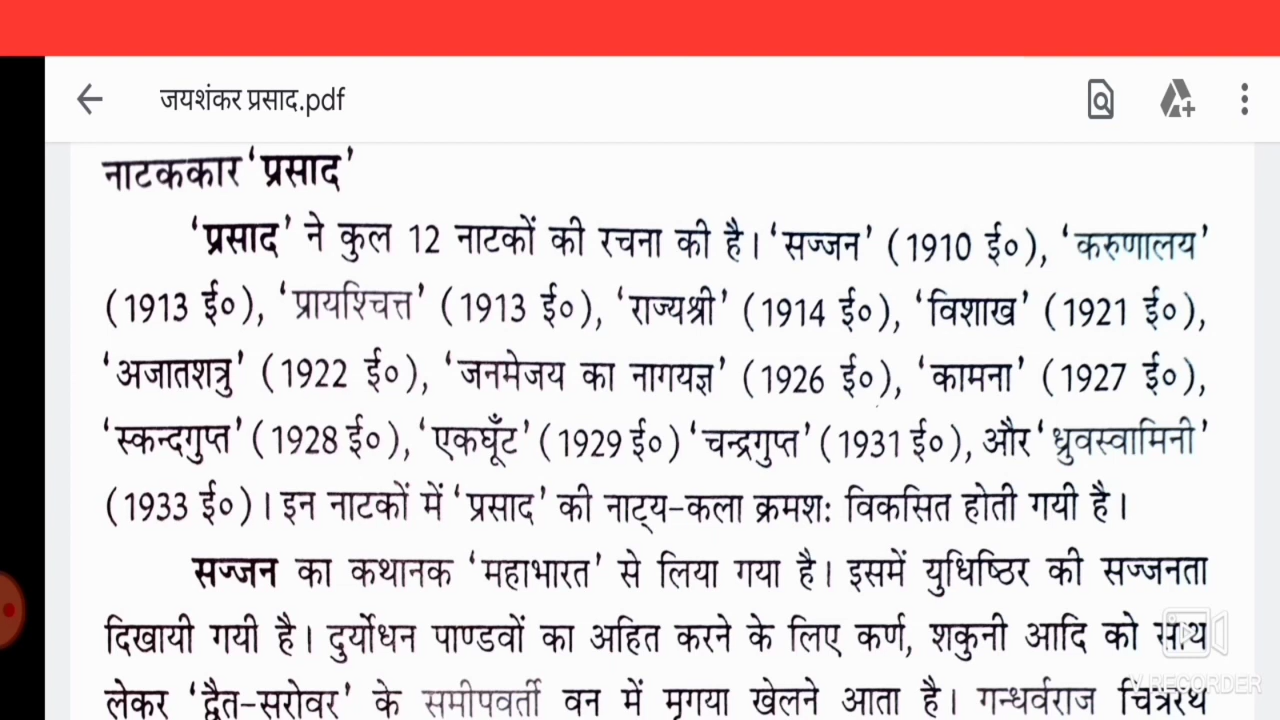 जयशंकर प्रसाद.pdf
नाटककार ‘प्रसाद’
‘प्रसाद’ ने कुल 12 नाटकों की रचना की है। ‘सज्जन’ (1910 ई०), ‘करुणालय’
(1913 ई०), ‘प्रायश्चित्त’ (1913 ई०), ‘राज्यश्री’ (1914 ई०), ‘विशाख’ (1921 ई०),
‘अजातशत्रु’ (1922 ई०), ‘जनमेजय का नागयज्ञ’ (1926 ई०), ‘कामना’ (1927 ई०),
‘स्कन्दगुप्त’ (1928 ई०), ‘एकघूँट’ (1929 ई०) ‘चन्द्रगुप्त’ (1931 ई०), और ‘ध्रुवस्वामिनी’
(1933 ई०)। इन नाटकों में ‘प्रसाद’ की नाट्य-कला क्रमशः विकसित होती गयी है।
सज्जन का कथानक ‘महाभारत’ से लिया गया है। इसमें युधिष्ठिर की सज्जनता
दिखायी गयी है। दुर्योधन पाण्डवों का अहित करने के लिए कर्ण, शकुनी आदि को साथ
लेकर ‘द्वैत-सरोवर’ के समीपवर्ती वन में मृगया खेलने आता है। गन्धर्वराज चित्ररथ
V RECORDER